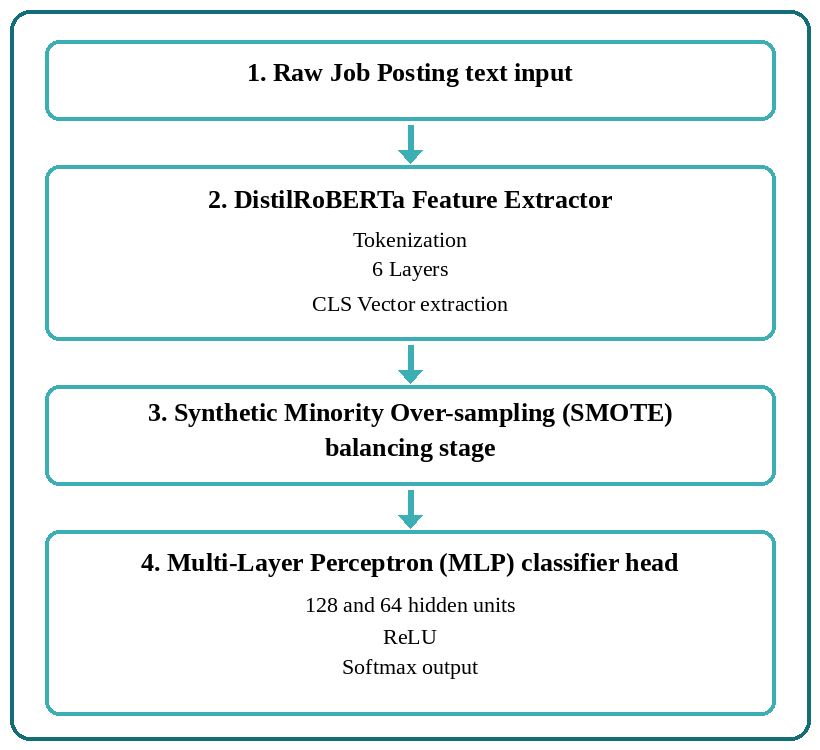 1. Raw Job Posting text input
2. DistilRoBERTa Feature Extractor
Tokenization
6 Layers
CLS Vector extraction
3. Synthetic Minority Over-sampling (SMOTE)
balancing stage
4. Multi-Layer Perceptron (MLP) classifier head
128 and 64 hidden units
ReLU
Softmax output